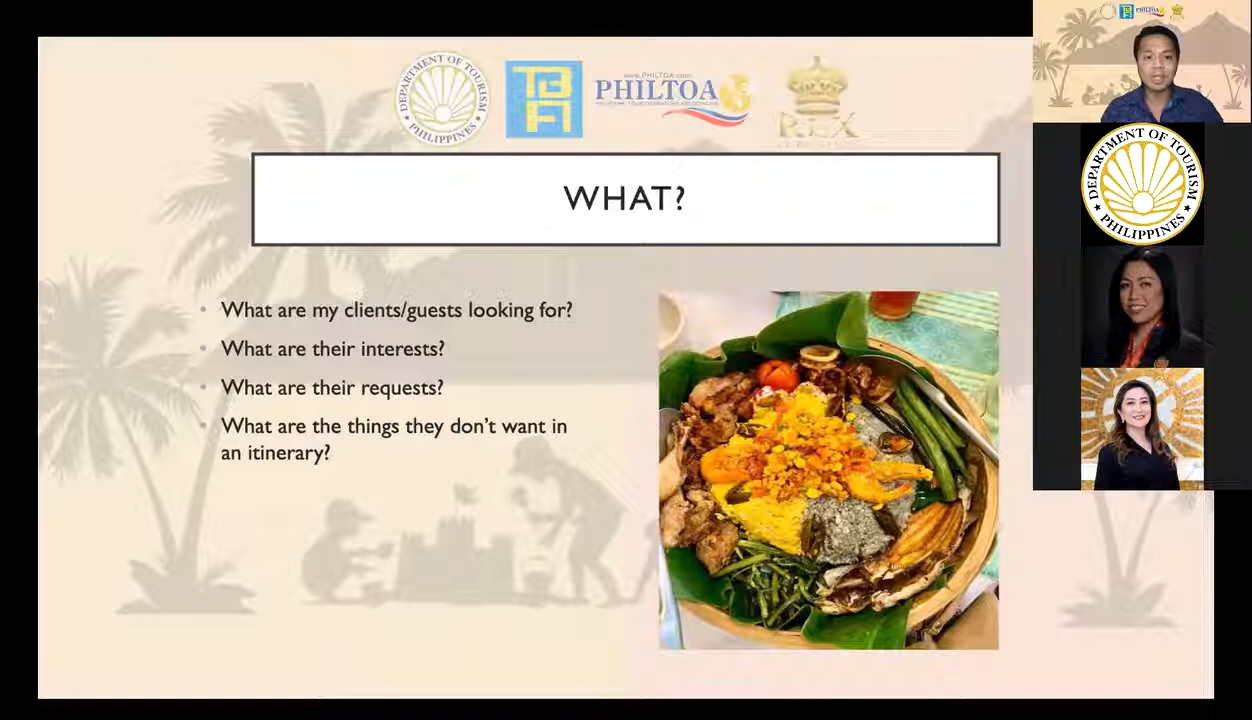 DEPARTMENT OF TOURISM
PHILIPPINES
TBA
www.PHILTOA.com
PHILTOA
REX
WHAT?
• What are my clients/guests looking for?
• What are their interests?
• What are their requests?
• What are the things they don't want in
an itinerary?
DEPARTMENT OF TOURISM
PHILIPPINES